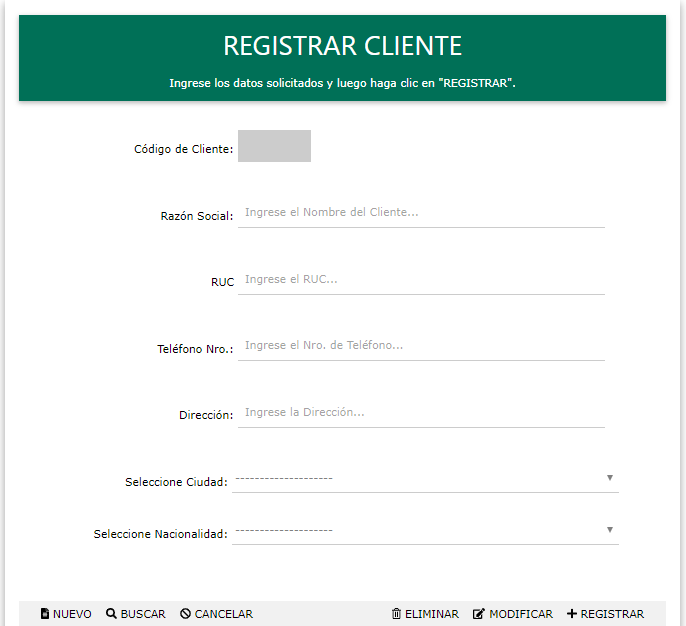 REGISTRAR CLIENTE
Ingrese los datos solicitados y luego haga clic en "REGISTRAR".
Código de Cliente:
Razón Social: Ingrese el Nombre del Cliente...
RUC Ingrese el RUC...
Teléfono Nro.: Ingrese el Nro. de Teléfono...
Dirección: Ingrese la Dirección...
Seleccione Ciudad: --------------------
Seleccione Nacionalidad: --------------------
NUEVO BUSCAR CANCELAR ELIMINAR MODIFICAR REGISTRAR